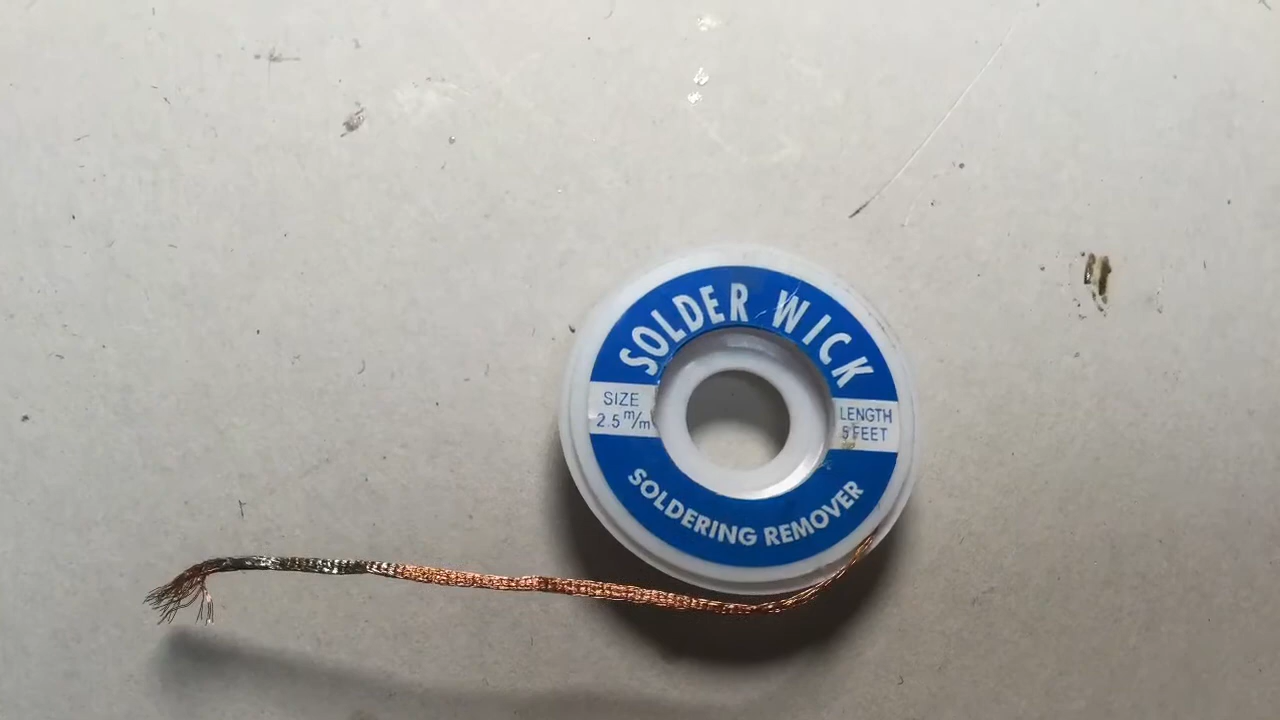 SOLDER WICK
SIZE
2.5 m/m
LENGTH
5 FEET
SOLDERING REMOVER